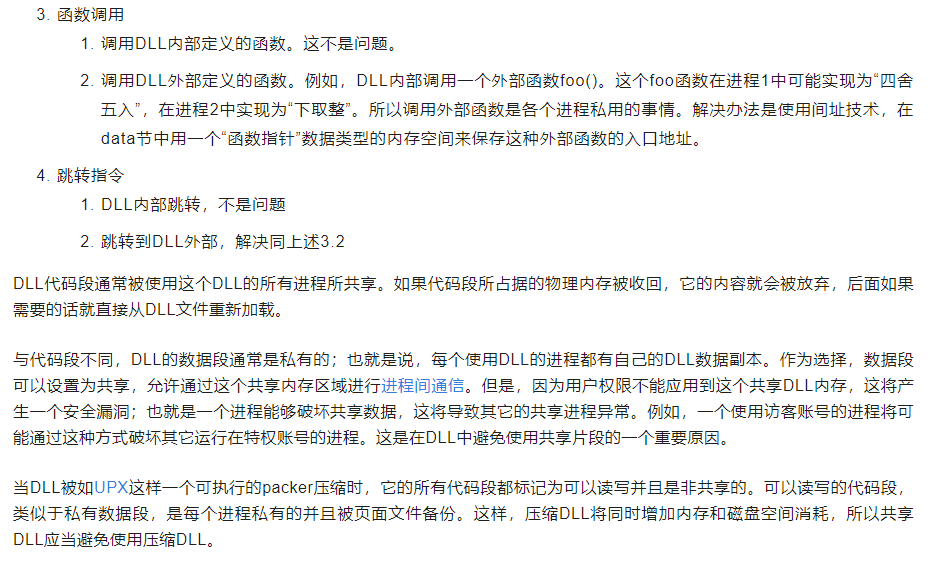 3. 函数调用
1. 调用DLL内部定义的函数。这不是问题。
2. 调用DLL外部定义的函数。例如，DLL内部调用一个外部函数foo()。这个foo函数在进程1中可能实现为“四舍
五入”，在进程2中实现为“下取整”。所以调用外部函数是各个进程私用的事情。解决办法是使用间址技术，在
data节中用一个“函数指针”数据类型的内存空间来保存这种外部函数的入口地址。
4. 跳转指令
1. DLL内部跳转，不是问题
2. 跳转到DLL外部，解决同上述3.2
DLL代码段通常被使用这个DLL的所有进程所共享。如果代码段所占据的物理内存被收回，它的内容就会被放弃，后面如果
需要的话就直接从DLL文件重新加载。
与代码段不同，DLL的数据段通常是私有的；也就是说，每个使用DLL的进程都有自己的DLL数据副本。作为选择，数据段
可以设置为共享，允许通过这个共享内存区域进行进程间通信。但是，因为用户权限不能应用到这个共享DLL内存，这将产
生一个安全漏洞；也就是一个进程能够破坏共享数据，这将导致其它的共享进程异常。例如，一个使用访客账号的进程将可
能通过这种方式破坏其它运行在特权账号的进程。这是在DLL中避免使用共享片段的一个重要原因。
当DLL被如UPX这样一个可执行的packer压缩时，它的所有代码段都标记为可以读写并且是非共享的。可以读写的代码段，
类似于私有数据段，是每个进程私有的并且被页面文件备份。这样，压缩DLL将同时增加内存和磁盘空间消耗，所以共享
DLL应当避免使用压缩DLL。